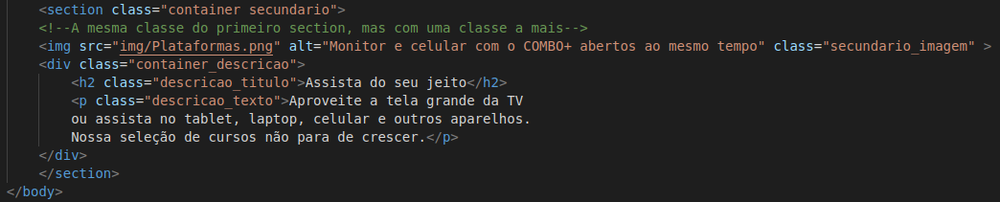 <section class="container secundario">
<!--A mesma classe do primeiro section, mas com uma classe a mais-->
<img src="img/Plataformas.png" alt="Monitor e celular com o COMBO+ abertos ao mesmo tempo" class="secundario_imagem" >
<div class="container_descricao">
<h2 class="descricao_titulo">Assista do seu jeito</h2>
<p class="descricao_texto">Aproveite a tela grande da TV
ou assista no tablet, laptop, celular e outros aparelhos.
Nossa seleção de cursos não para de crescer.</p>
</div>
</section>
</body>